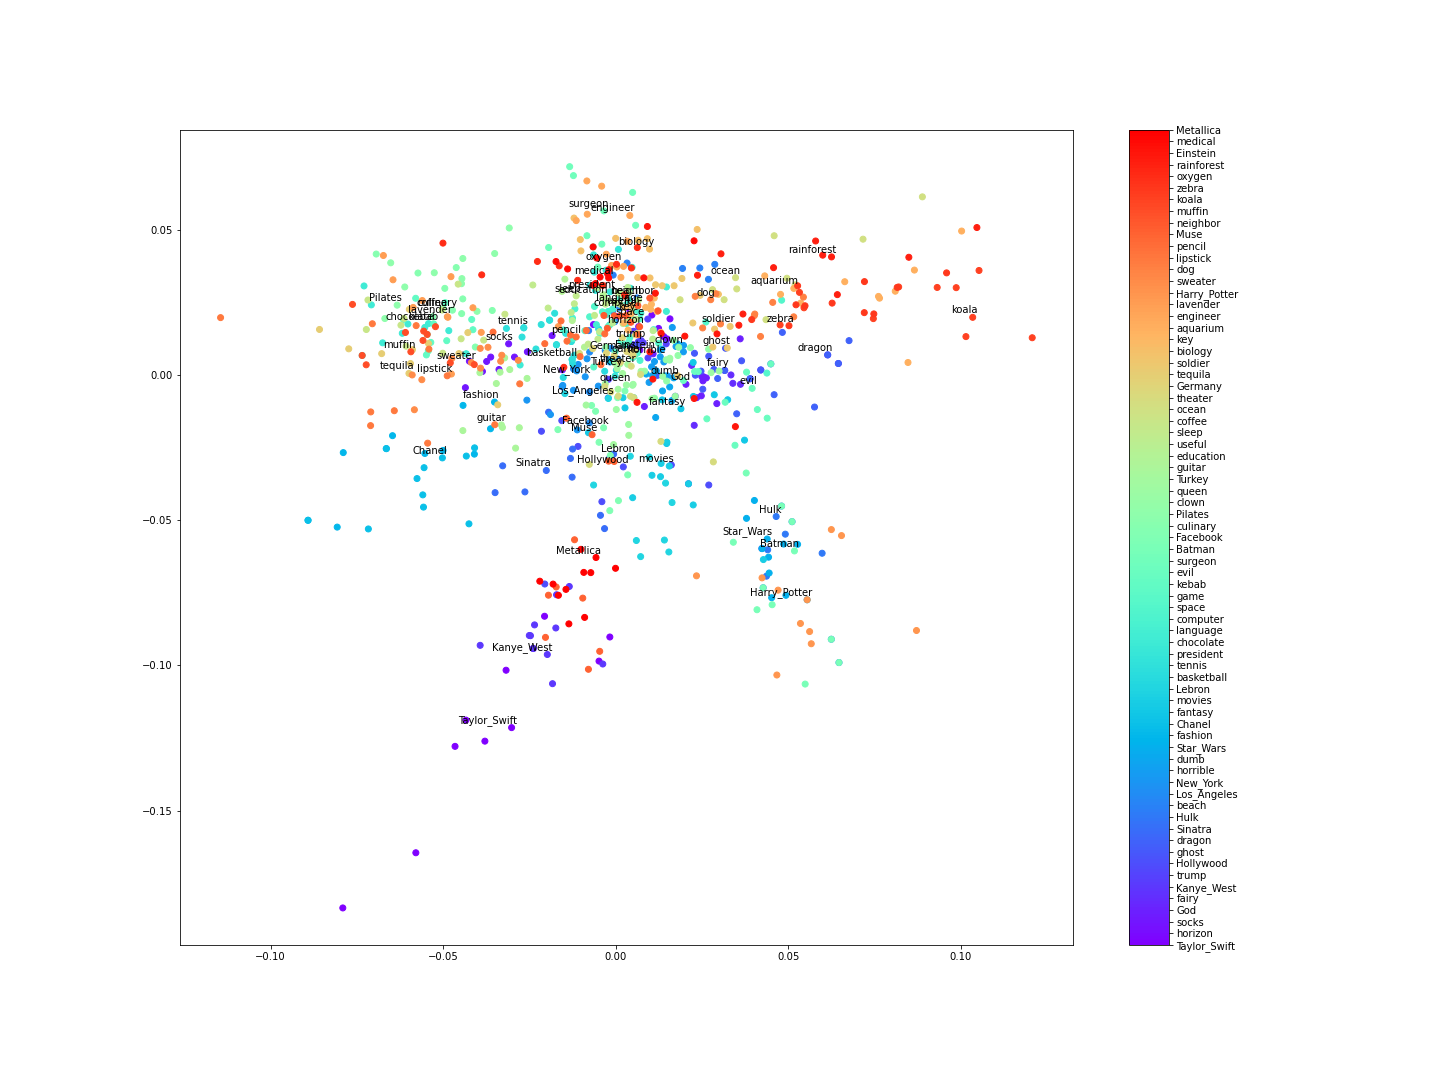 surgeon
engineer
biology
rainforest
oxygen
medical
ocean
aquarium
president
education
Pilates
dog
lavender
language
space
koala
chocolate
tennis
horizon
soldier
zebra
pencil
trump
socks
clown
ghost
muffin
dragon
sweater
basketball
theater
tequila
lipstick
New_York
Turkey
dumb
fairy
queen
God
evil
fashion
Los_Angeles
fantasy
guitar
Facebook
Muse
Chanel
Lebron
Sinatra
Hollywood
movies
Hulk
Star_Wars
Batman
Metallica
Harry_Potter
Kanye_West
Taylor_Swift
0.05
0.00
−0.05
−0.10
−0.15
−0.10
−0.05
0.00
0.05
0.10
Metallica
medical
Einstein
rainforest
oxygen
zebra
koala
muffin
neighbor
Muse
pencil
lipstick
dog
sweater
Harry_Potter
lavender
engineer
aquarium
key
biology
soldier
tequila
Germany
theater
ocean
coffee
sleep
useful
education
guitar
Turkey
queen
clown
Pilates
culinary
Facebook
Batman
surgeon
evil
kebab
game
space
computer
language
chocolate
president
tennis
basketball
Lebron
movies
fantasy
Chanel
fashion
Star_Wars
dumb
horrible
New_York
Los_Angeles
beach
Hulk
Sinatra
dragon
ghost
Hollywood
trump
Kanye_West
fairy
God
socks
horizon
Taylor_Swift